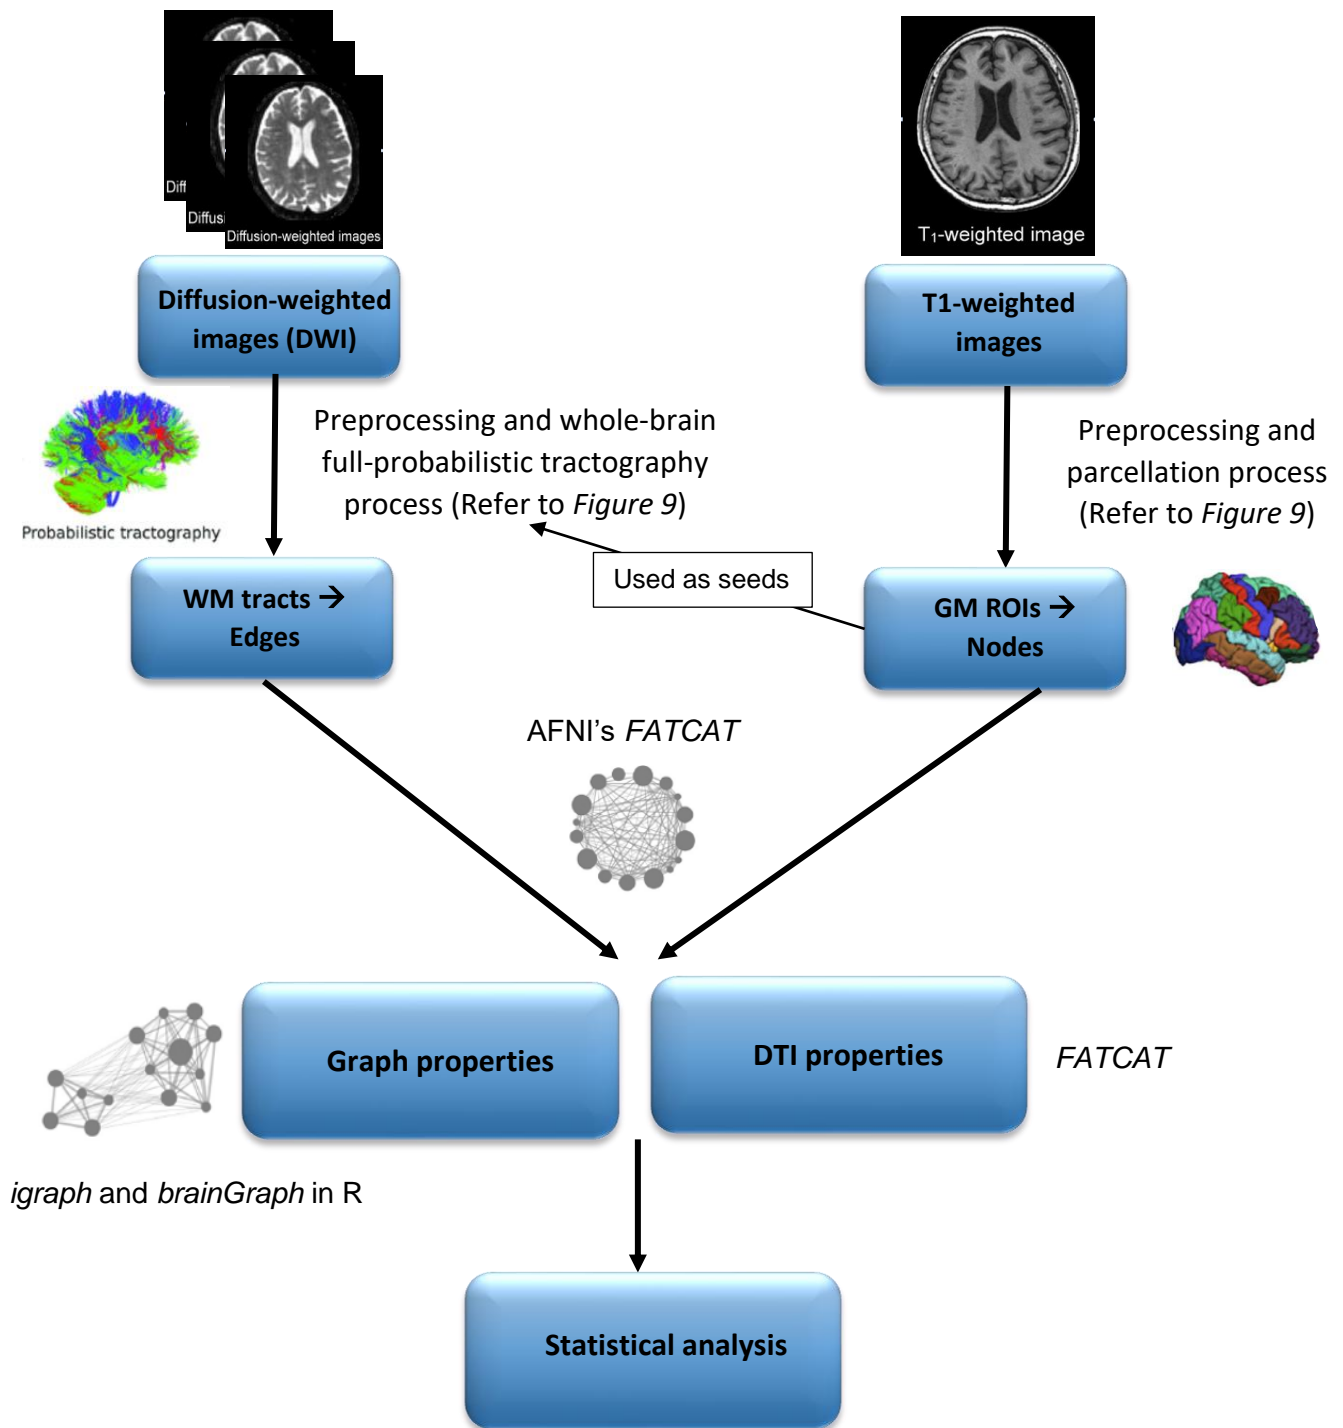 Diff
Diffusi
Diffusion-weighted images
T₁-weighted image
Diffusion-weighted
images (DWI)
T1-weighted
images
Probabilistic tractography
Preprocessing and whole-brain
full-probabilistic tractography
process (Refer to Figure 9)
Preprocessing and
parcellation process
(Refer to Figure 9)
Used as seeds
WM tracts →
Edges
GM ROIs →
Nodes
AFNI’s FATCAT
Graph properties
DTI properties
FATCAT
igraph and brainGraph in R
Statistical analysis